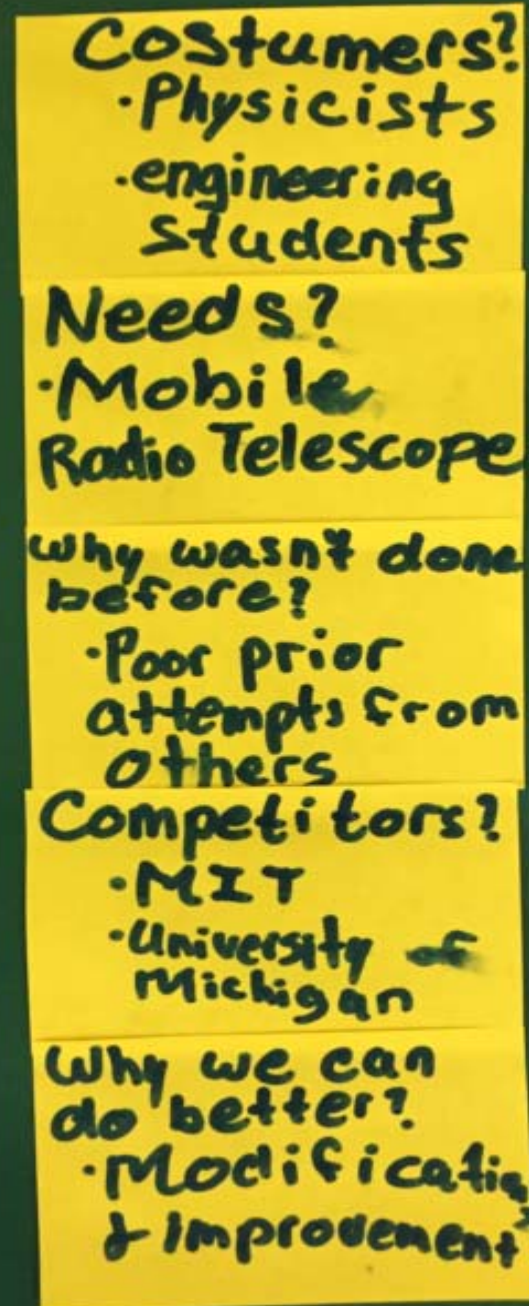 Costumers?
·Physicists
·engineering
students
Needs?
·Mobile
Radio Telescope
Why wasn't done
before?
·Poor prior
attempts from
others
Competitors?
·MIT
·University of
Michigan
Why we can
do better?
·Modificatio
& improvement